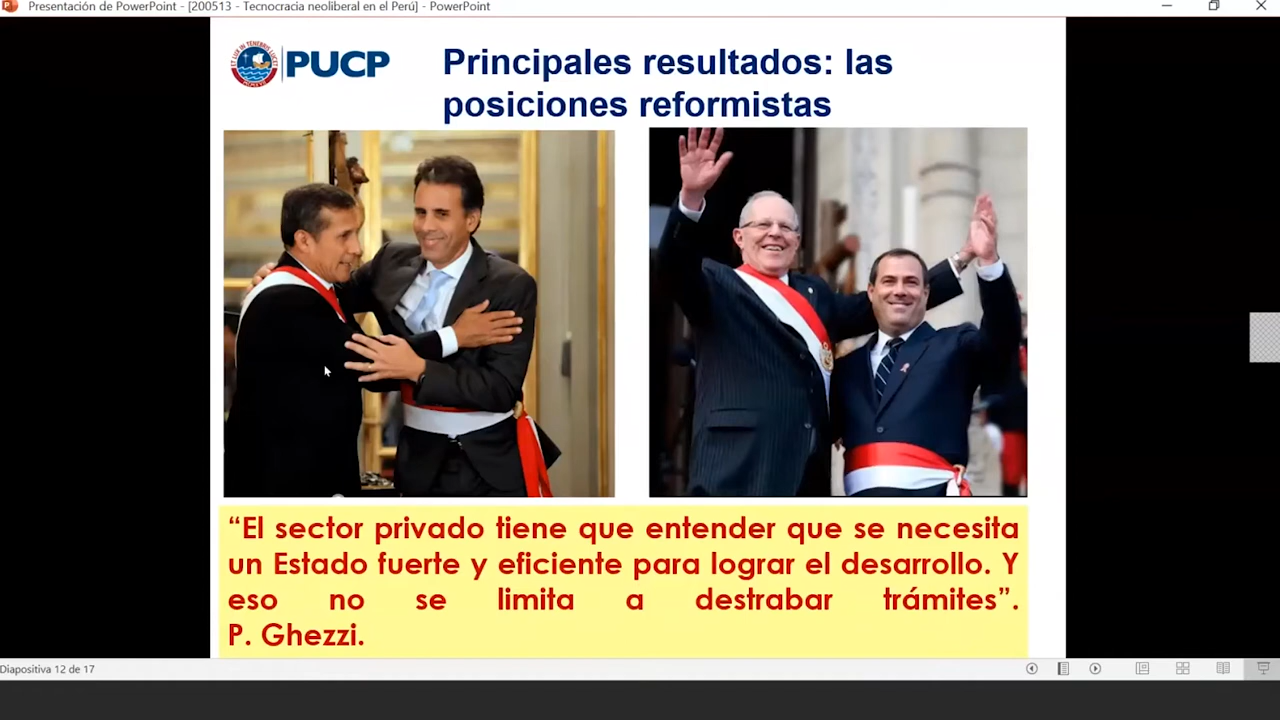 Presentación de PowerPoint - [200513 - Tecnocracia neoliberal en el Perú] - PowerPoint
PUCP
Principales resultados: las
posiciones reformistas
“El sector privado tiene que entender que se necesita
un Estado fuerte y eficiente para lograr el desarrollo. Y
eso no se limita a destrabar trámites”.
P. Ghezzi.
Diapositiva 12 de 17